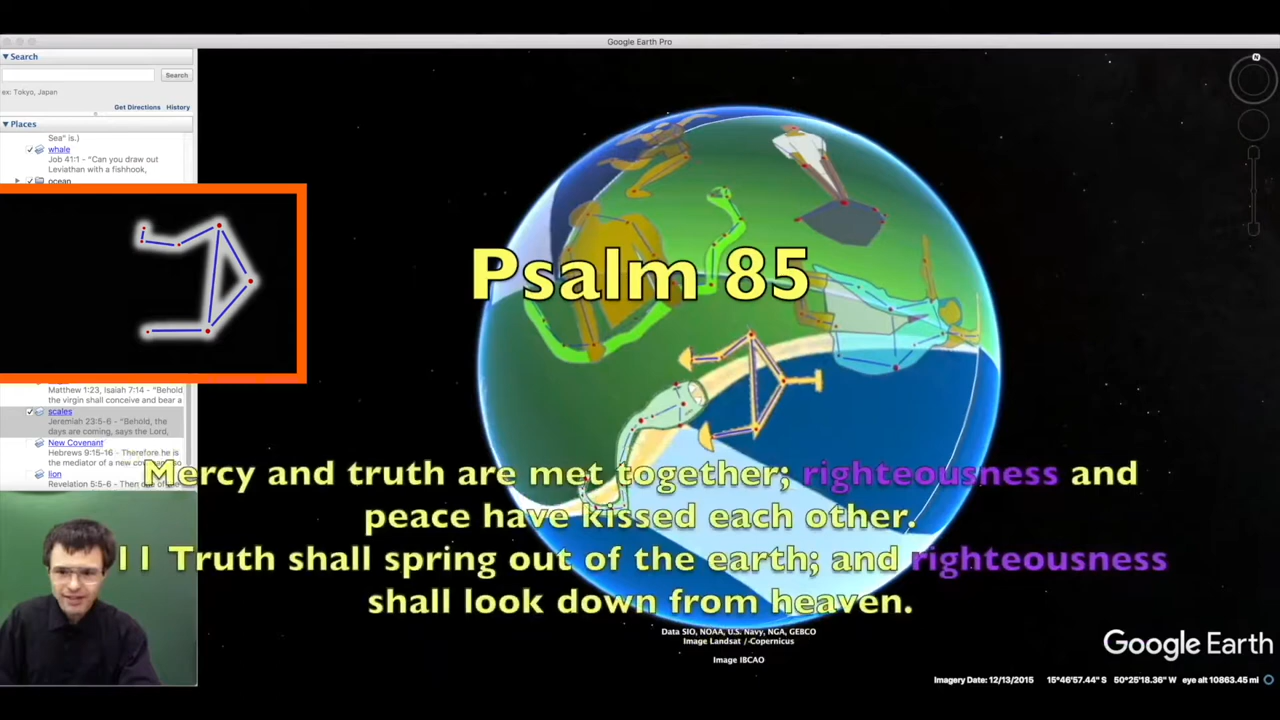 Google Earth Pro
Search
Search
ex: Tokyo, Japan
Get Directions History
Places
Sea" is.)
whale
Job 41:1 - "Can you draw out
Leviathan with a fishhook,
ocean
Matthew 1:23, Isaiah 7:14 - "Behold
the virgin shall conceive and bear a
scales
Jeremiah 23:5-6 - "Behold, the
days are coming, says the Lord,
New Covenant
Hebrews 9:15-16 - Therefore he is
the mediator of a new co
lion
Revelation 5:5-6 - Then one of the
N
Psalm 85
Mercy and truth are met together; righteousness and
peace have kissed each other.
11 Truth shall spring out of the earth; and righteousness
shall look down from heaven.
Data SIO, NOAA, U.S. Navy, NGA, GEBCO
Image Landsat / Copernicus
Image IBCAO
Google Earth
Imagery Date: 12/13/2015 15°46'57.44" S 50°25'18.36" W eye alt 10863.45 mi